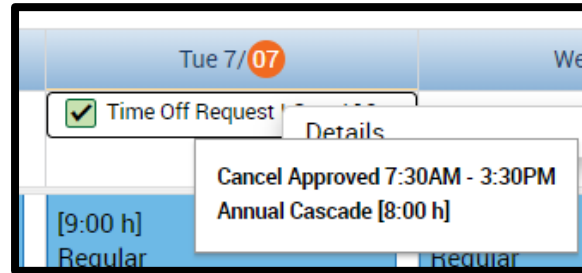 Tue 7/07
We
Time Off Request
Details
Cancel Approved 7:30AM - 3:30PM
Annual Cascade [8:00 h]
[9:00 h]
Regular
Regular